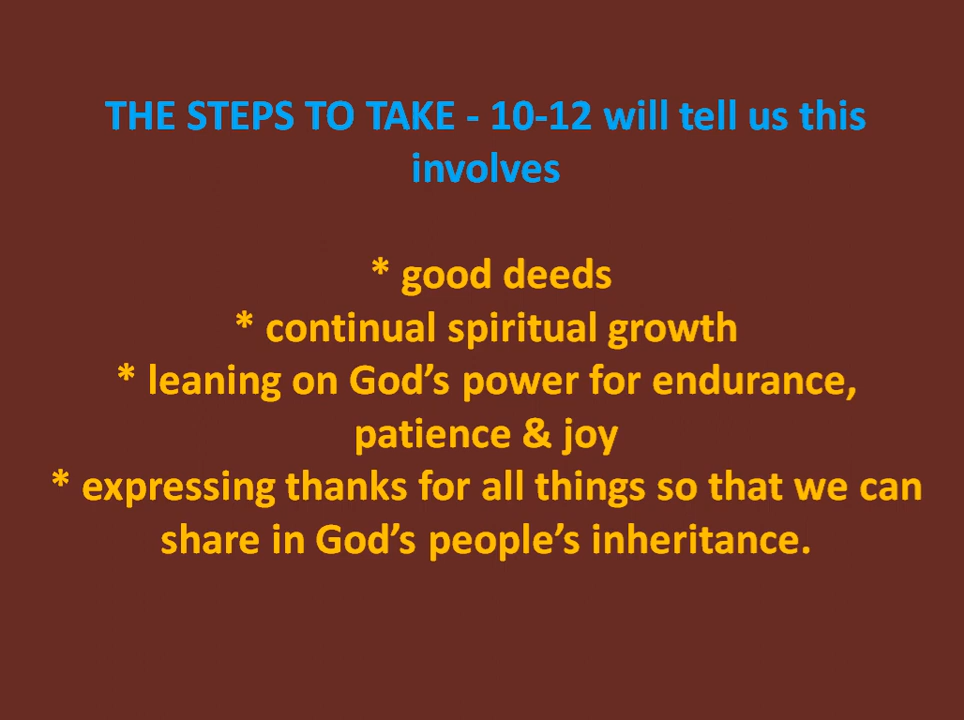 THE STEPS TO TAKE - 10-12 will tell us this
involves
* good deeds
* continual spiritual growth
* leaning on God’s power for endurance,
patience & joy
* expressing thanks for all things so that we can
share in God’s people’s inheritance.